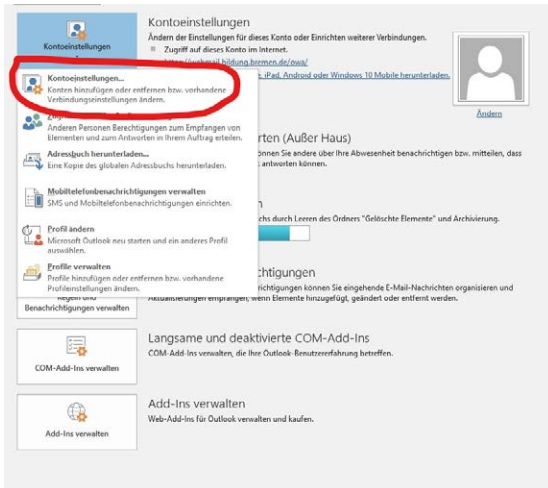 Kontoeinstellungen
Kontoeinstellungen
Ändern der Einstellungen für dieses Konto oder Einrichten weiterer Verbindungen.
Zugriff auf dieses Konto im Internet.
https://webmail.bildung.bremen.de/owa/
iPad, Android oder Windows 10 Mobile herunterladen.
Ändern
Kontoeinstellungen...
Konten hinzufügen oder entfernen bzw. vorhandene
Verbindungseinstellungen ändern.
Anderen Personen Berechtigungen zum Empfangen von
Elementen und zum Antworten in Ihrem Auftrag erteilen.
Adressbuch herunterladen...
Eine Kopie des globalen Adressbuchs herunterladen.
Mobiltelefonbenachrichtigungen verwalten
SMS und Mobiltelefonbenachrichtigungen einrichten.
Profil ändern
Microsoft Outlook neu starten und ein anderes Profil
auswählen.
Profile verwalten
Profile hinzufügen oder entfernen bzw. vorhandene
Profileinstellungen ändern.
rten (Außer Haus)
önnen Sie andere über Ihre Abwesenheit benachrichtigen bzw. mitteilen, dass
antworten können.
n
chs durch Leeren des Ordners "Gelöschte Elemente" und Archivierung.
chtigungen
richtigungen können Sie eingehende E-Mail-Nachrichten organisieren und
Aktualisierungen empfangen, wenn Elemente hinzugefügt, geändert oder entfernt werden.
Regeln und
Benachrichtigungen verwalten
COM-Add-Ins verwalten
Langsame und deaktivierte COM-Add-Ins
COM-Add-Ins verwalten, die Ihre Outlook-Benutzererfahrung betreffen.
Add-Ins verwalten
Add-Ins verwalten
Web-Add-Ins für Outlook verwalten und kaufen.